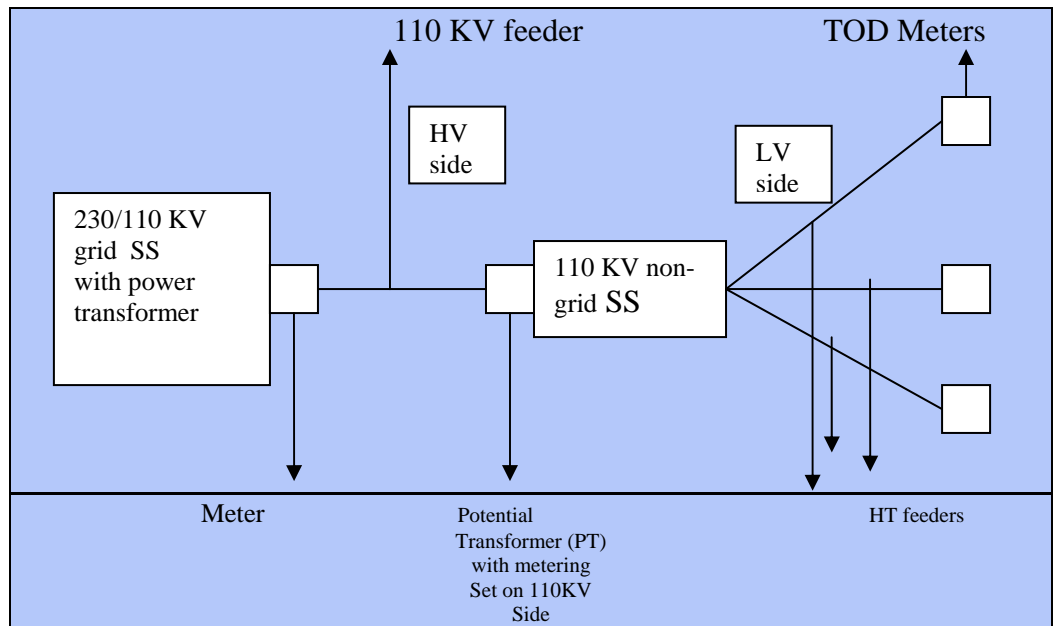 110 KV feeder
TOD Meters
HV
side
LV
side
230/110 KV
grid SS
with power
transformer
110 KV non-
grid SS
Meter
Potential
Transformer (PT)
with metering
Set on 110KV
Side
HT feeders